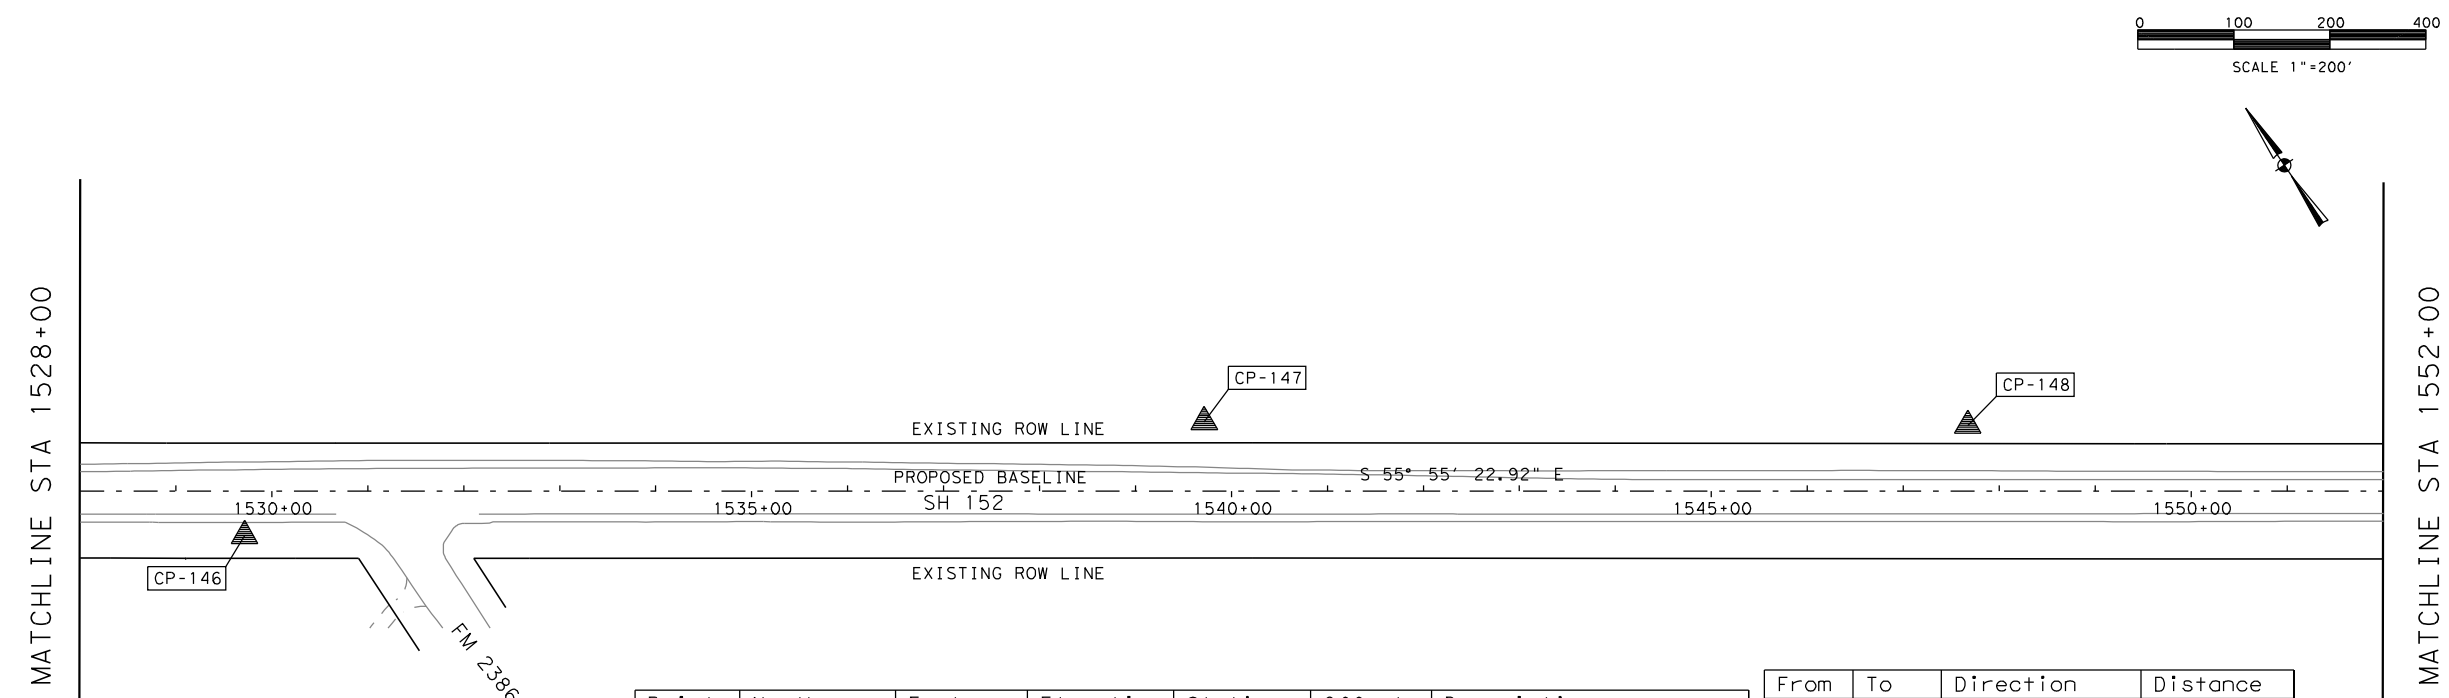 0 100 200 400
SCALE 1"=200'
MATCHLINE STA 1528+00
MATCHLINE STA 1552+00
CP-147
CP-148
EXISTING ROW LINE
PROPOSED BASELINE
S 55° 55' 22.92" E
SH 152
1530+00 1535+00 1540+00 1545+00 1550+00
CP-146
EXISTING ROW LINE
FM 2386
From To Direction Distance